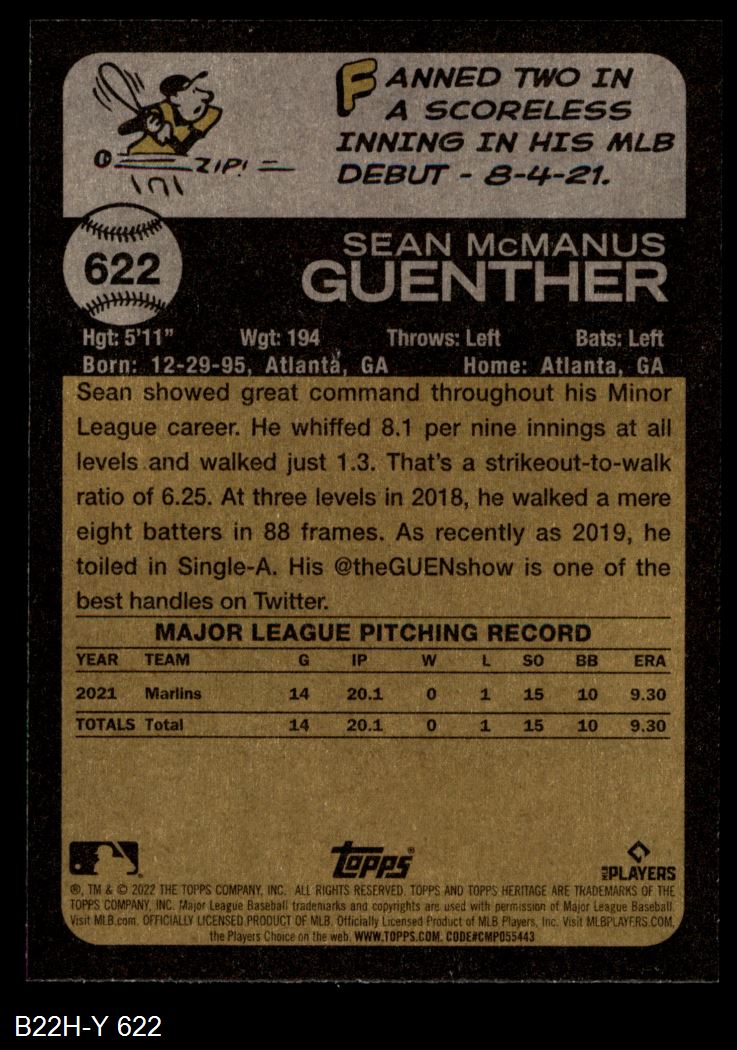 FANNED TWO IN
A SCORELESS
INNING IN HIS MLB
DEBUT - 8-4-21.
ZIP!
622
SEAN McMANUS
GUENTHER
Hgt: 5'11" Wgt: 194 Throws: Left Bats: Left
Born: 12-29-95, Atlanta, GA Home: Atlanta, GA
Sean showed great command throughout his Minor
League career. He whiffed 8.1 per nine innings at all
levels and walked just 1.3. That's a strikeout-to-walk
ratio of 6.25. At three levels in 2018, he walked a mere
eight batters in 88 frames. As recently as 2019, he
toiled in Single-A. His @theGUENshow is one of the
best handles on Twitter.
MAJOR LEAGUE PITCHING RECORD
YEAR TEAM G IP W L SO BB ERA
2021 Marlins 14 20.1 0 1 15 10 9.30
TOTALS Total 14 20.1 0 1 15 10 9.30
Topps®
MLB PLAYERS
®, TM & © 2022 THE TOPPS COMPANY, INC. ALL RIGHTS RESERVED. TOPPS AND TOPPS HERITAGE ARE TRADEMARKS OF THE
TOPPS COMPANY, INC. Major League Baseball trademarks and copyrights are used with permission of Major League Baseball.
Visit MLB.com. OFFICIALLY LICENSED PRODUCT OF MLB. Officially Licensed Product of MLB Players, Inc. Visit MLBPLAYERS.COM,
the Players Choice on the web. WWW.TOPPS.COM. CODE#CMP055443
B22H-Y 622